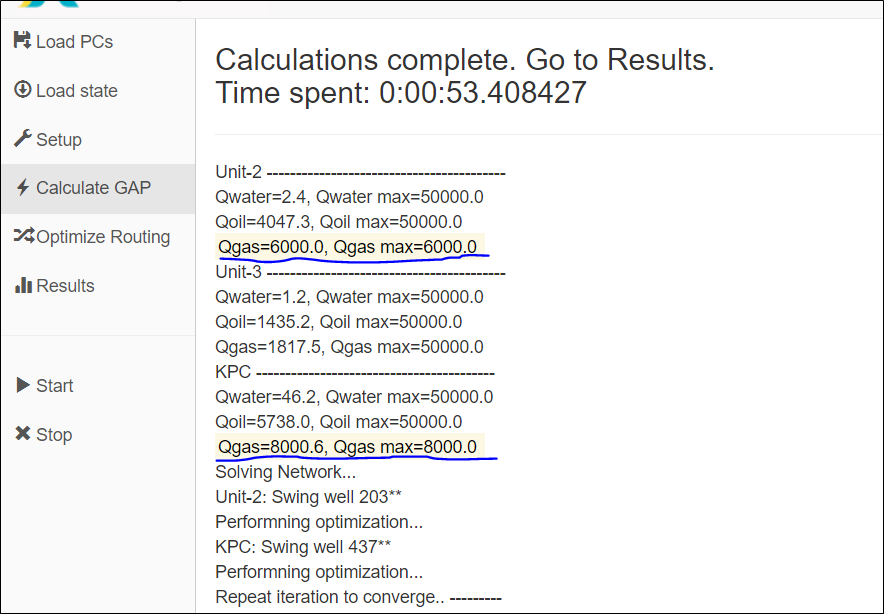 Load PCs
Load state
Setup
Calculate GAP
Optimize Routing
Results
Start
Stop
Calculations complete. Go to Results.
Time spent: 0:00:53.408427
Unit-2 -----------------------------------------
Qwater=2.4, Qwater max=50000.0
Qoil=4047.3, Qoil max=50000.0
Qgas=6000.0, Qgas max=6000.0
Unit-3 -----------------------------------------
Qwater=1.2, Qwater max=50000.0
Qoil=1435.2, Qoil max=50000.0
Qgas=1817.5, Qgas max=50000.0
KPC -----------------------------------------
Qwater=46.2, Qwater max=50000.0
Qoil=5738.0, Qoil max=50000.0
Qgas=8000.6, Qgas max=8000.0
Solving Network...
Unit-2: Swing well 203**
Performning optimization...
KPC: Swing well 437**
Performning optimization...
Repeat iteration to converge.. ---------